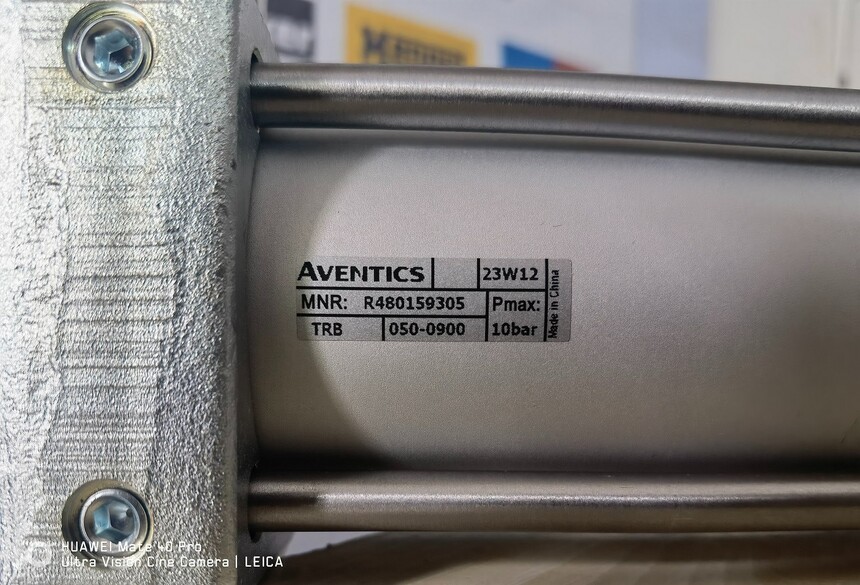 AVENTICS 23W12
MNR: R480159305 Pmax:
TRB 050-0900 10bar
Made in China
HUAWEI Mate 40 Pro
Ultra Vision Cine Camera | LEICA